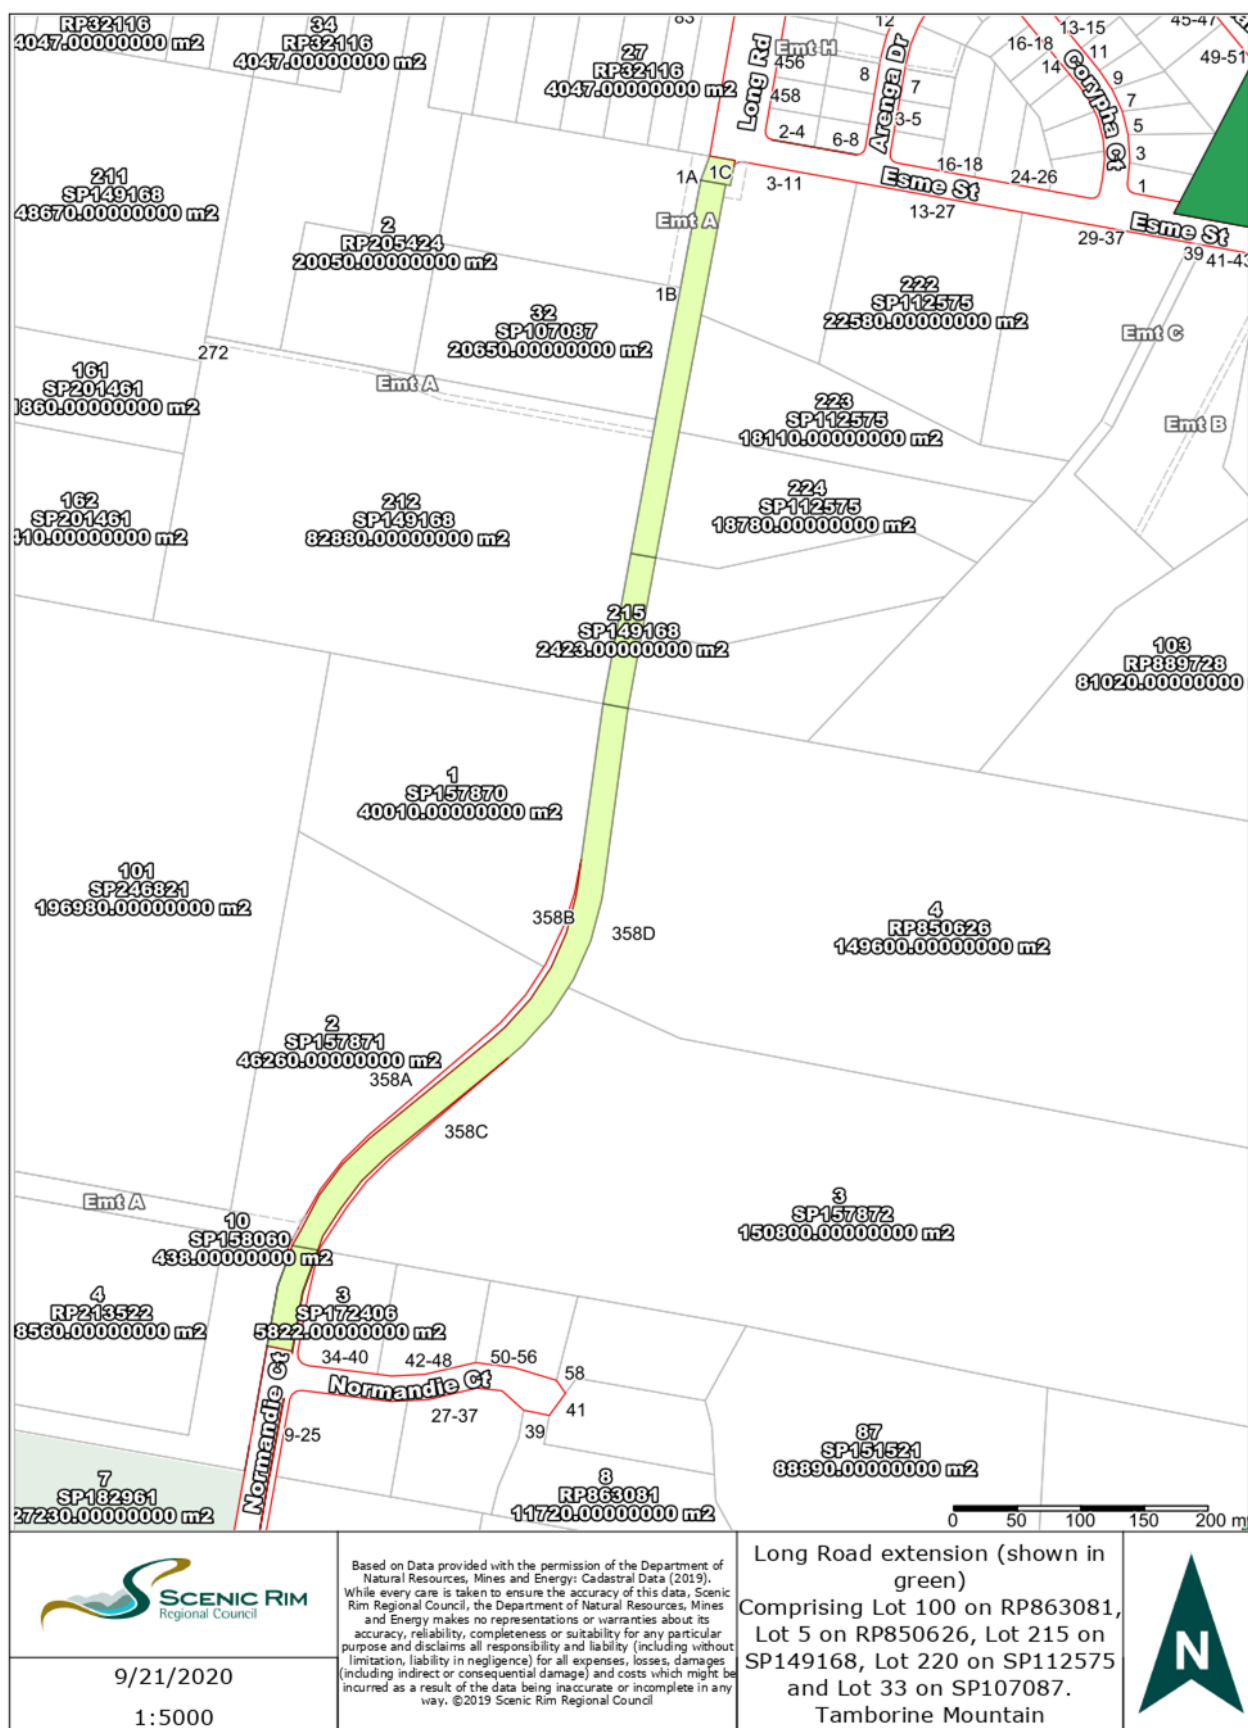 RP32116
4047.00000000 m2
34
RP32116
4047.00000000 m2
27
RP32116
4047.00000000 m2
83
Long Rd
Emt H
456
458
2-4
6-8
8
12
Arenga Dr
7
3-5
16-18
14
13-15
11
9
7
5
3
1
Corypha Ct
45-47
49-51
16-18
24-26
Esme St
Esme St
1A
1C
3-11
13-27
29-37
39
41-43
211
SP149168
48670.00000000 m2
2
RP205424
20050.00000000 m2
Emt A
1B
32
SP107087
20650.00000000 m2
222
SP112575
22580.00000000 m2
Emt C
272
Emt A
161
SP201461
1860.00000000 m2
223
SP112575
18110.00000000 m2
Emt B
162
SP201461
410.00000000 m2
212
SP149168
82880.00000000 m2
224
SP112575
18780.00000000 m2
215
SP149168
2423.00000000 m2
103
RP889728
81020.00000000
1
SP157870
40010.00000000 m2
101
SP246821
196980.00000000 m2
358B
358D
4
RP850626
149600.00000000 m2
2
SP157871
46260.00000000 m2
358A
358C
Emt A
10
SP158060
438.00000000 m2
3
SP157872
150800.00000000 m2
4
RP213522
8560.00000000 m2
3
SP172406
5822.00000000 m2
34-40
42-48
50-56
58
Normandie Ct
Normandie Ct
9-25
27-37
39
41
87
SP151521
88890.00000000 m2
7
SP182961
27230.00000000 m2
8
RP863081
11720.00000000 m2
0 50 100 150 200 m
SCENIC RIM
Regional Council
9/21/2020
1:5000
Based on Data provided with the permission of the Department of
Natural Resources, Mines and Energy: Cadastral Data (2019).
While every care is taken to ensure the accuracy of this data, Scenic
Rim Regional Council, the Department of Natural Resources, Mines
and Energy makes no representations or warranties about its
accuracy, reliability, completeness or suitability for any particular
purpose and disclaims all responsibility and liability (including without
limitation, liability in negligence) for all expenses, losses, damages
(including indirect or consequential damage) and costs which might be
incurred as a result of the data being inaccurate or incomplete in any
way. ©2019 Scenic Rim Regional Council
Long Road extension (shown in
green)
Comprising Lot 100 on RP863081,
Lot 5 on RP850626, Lot 215 on
SP149168, Lot 220 on SP112575
and Lot 33 on SP107087.
Tamborine Mountain
N